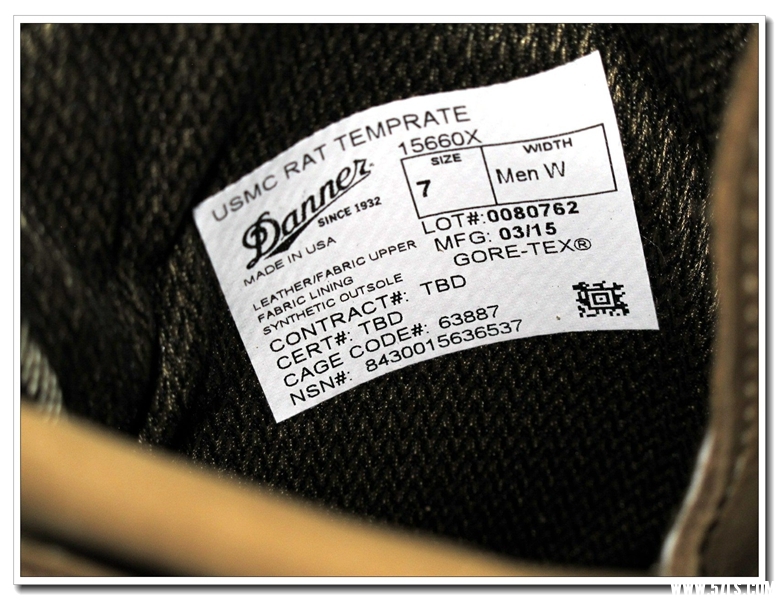 USMC RAT TEMPRATE
15660X
Danner
SINCE 1932
MADE IN USA
SIZE
7
WIDTH
Men W
LOT#:0080762
MFG: 03/15
GORE-TEX®
LEATHER/FABRIC UPPER
FABRIC LINING
SYNTHETIC OUTSOLE
CONTRACT#: TBD
CERT#: TBD
CAGE CODE#: 63887
NSN#: 8430015636537